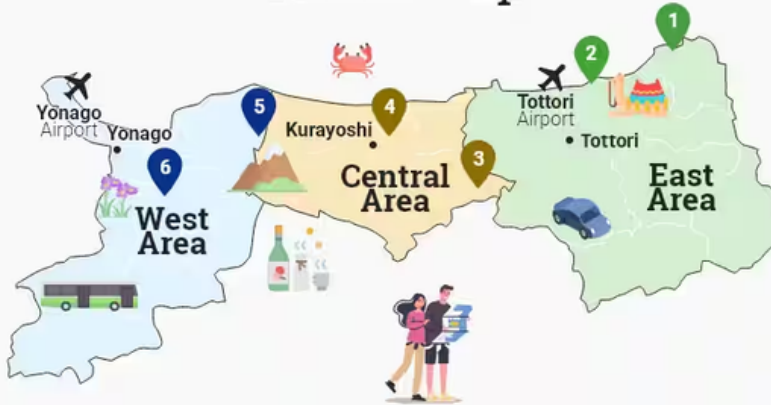 1
2
Yonago
Airport
Yonago
5
4
Kurayoshi
Tottori
Airport
Tottori
3
6
Central
Area
East
Area
West
Area